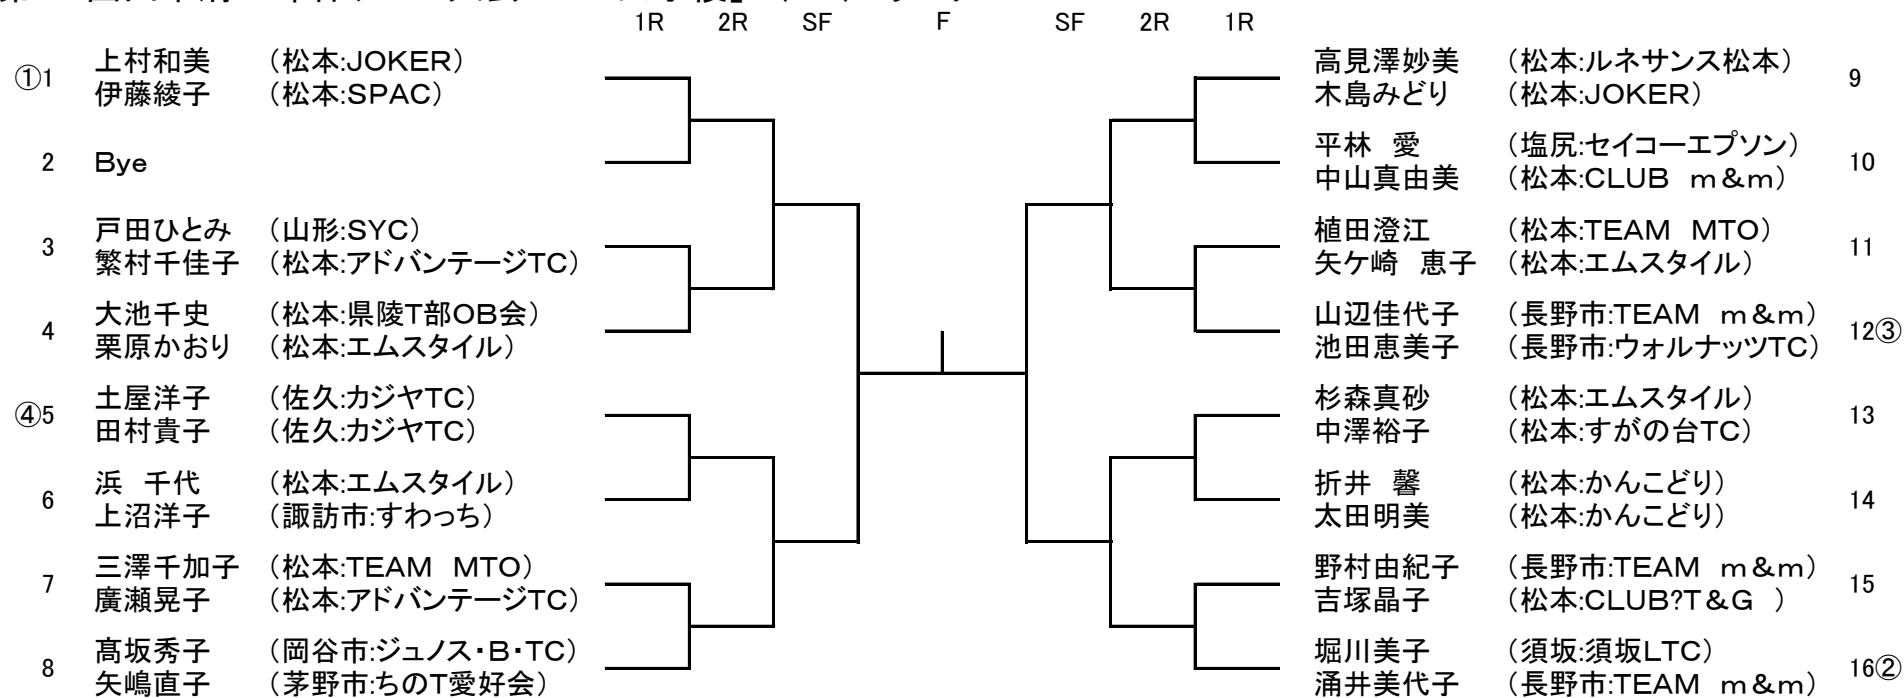 1R 2R SF F SF 2R 1R
①1 上村和美 （松本:JOKER）
伊藤綾子 （松本:SPAC）
2 Bye
3 戸田ひとみ （山形:SYC）
繁村千佳子 （松本:アドバンテージTC）
4 大池千史 （松本:県陵T部OB会）
栗原かおり （松本:エムスタイル）
④5 土屋洋子 （佐久:カジヤTC）
田村貴子 （佐久:カジヤTC）
6 浜　千代 （松本:エムスタイル）
上沼洋子 （諏訪市:すわっち）
7 三澤千加子 （松本:TEAM　MTO）
廣瀬晃子 （松本:アドバンテージTC）
8 髙坂秀子 （岡谷市:ジュノス・B・TC）
矢嶋直子 （茅野市:ちのT愛好会）
高見澤妙美 （松本:ルネサンス松本） 9
木島みどり （松本:JOKER）
平林　愛 （塩尻:セイコーエプソン） 10
中山真由美 （松本:CLUB　m＆m）
植田澄江 （松本:TEAM　MTO） 11
矢ケ崎　恵子 （松本:エムスタイル）
山辺佳代子 （長野市:TEAM　m＆m） 12③
池田恵美子 （長野市:ウォルナッツTC）
杉森真砂 （松本:エムスタイル） 13
中澤裕子 （松本:すがの台TC）
折井　馨 （松本:かんこどり） 14
太田明美 （松本:かんこどり）
野村由紀子 （長野市:TEAM　m＆m） 15
吉塚晶子 （松本:CLUB?T＆G　）
堀川美子 （須坂:須坂LTC） 16②
涌井美代子 （長野市:TEAM　m＆m）